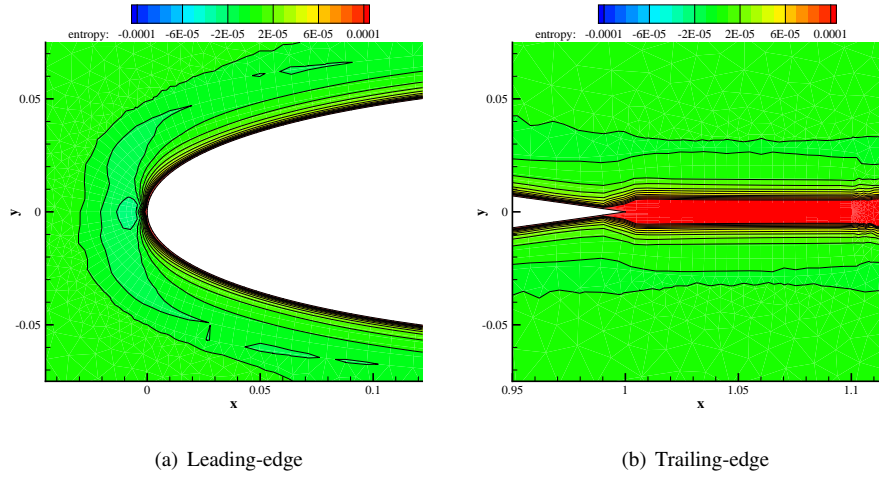 entropy: -0.0001 -6E-05 -2E-05 2E-05 6E-05 0.0001
entropy: -0.0001 -6E-05 -2E-05 2E-05 6E-05 0.0001
0.05
0
-0.05
y
0 0.05 0.1
x
0.05
0
-0.05
y
0.95 1 1.05 1.1
x
(a) Leading-edge
(b) Trailing-edge